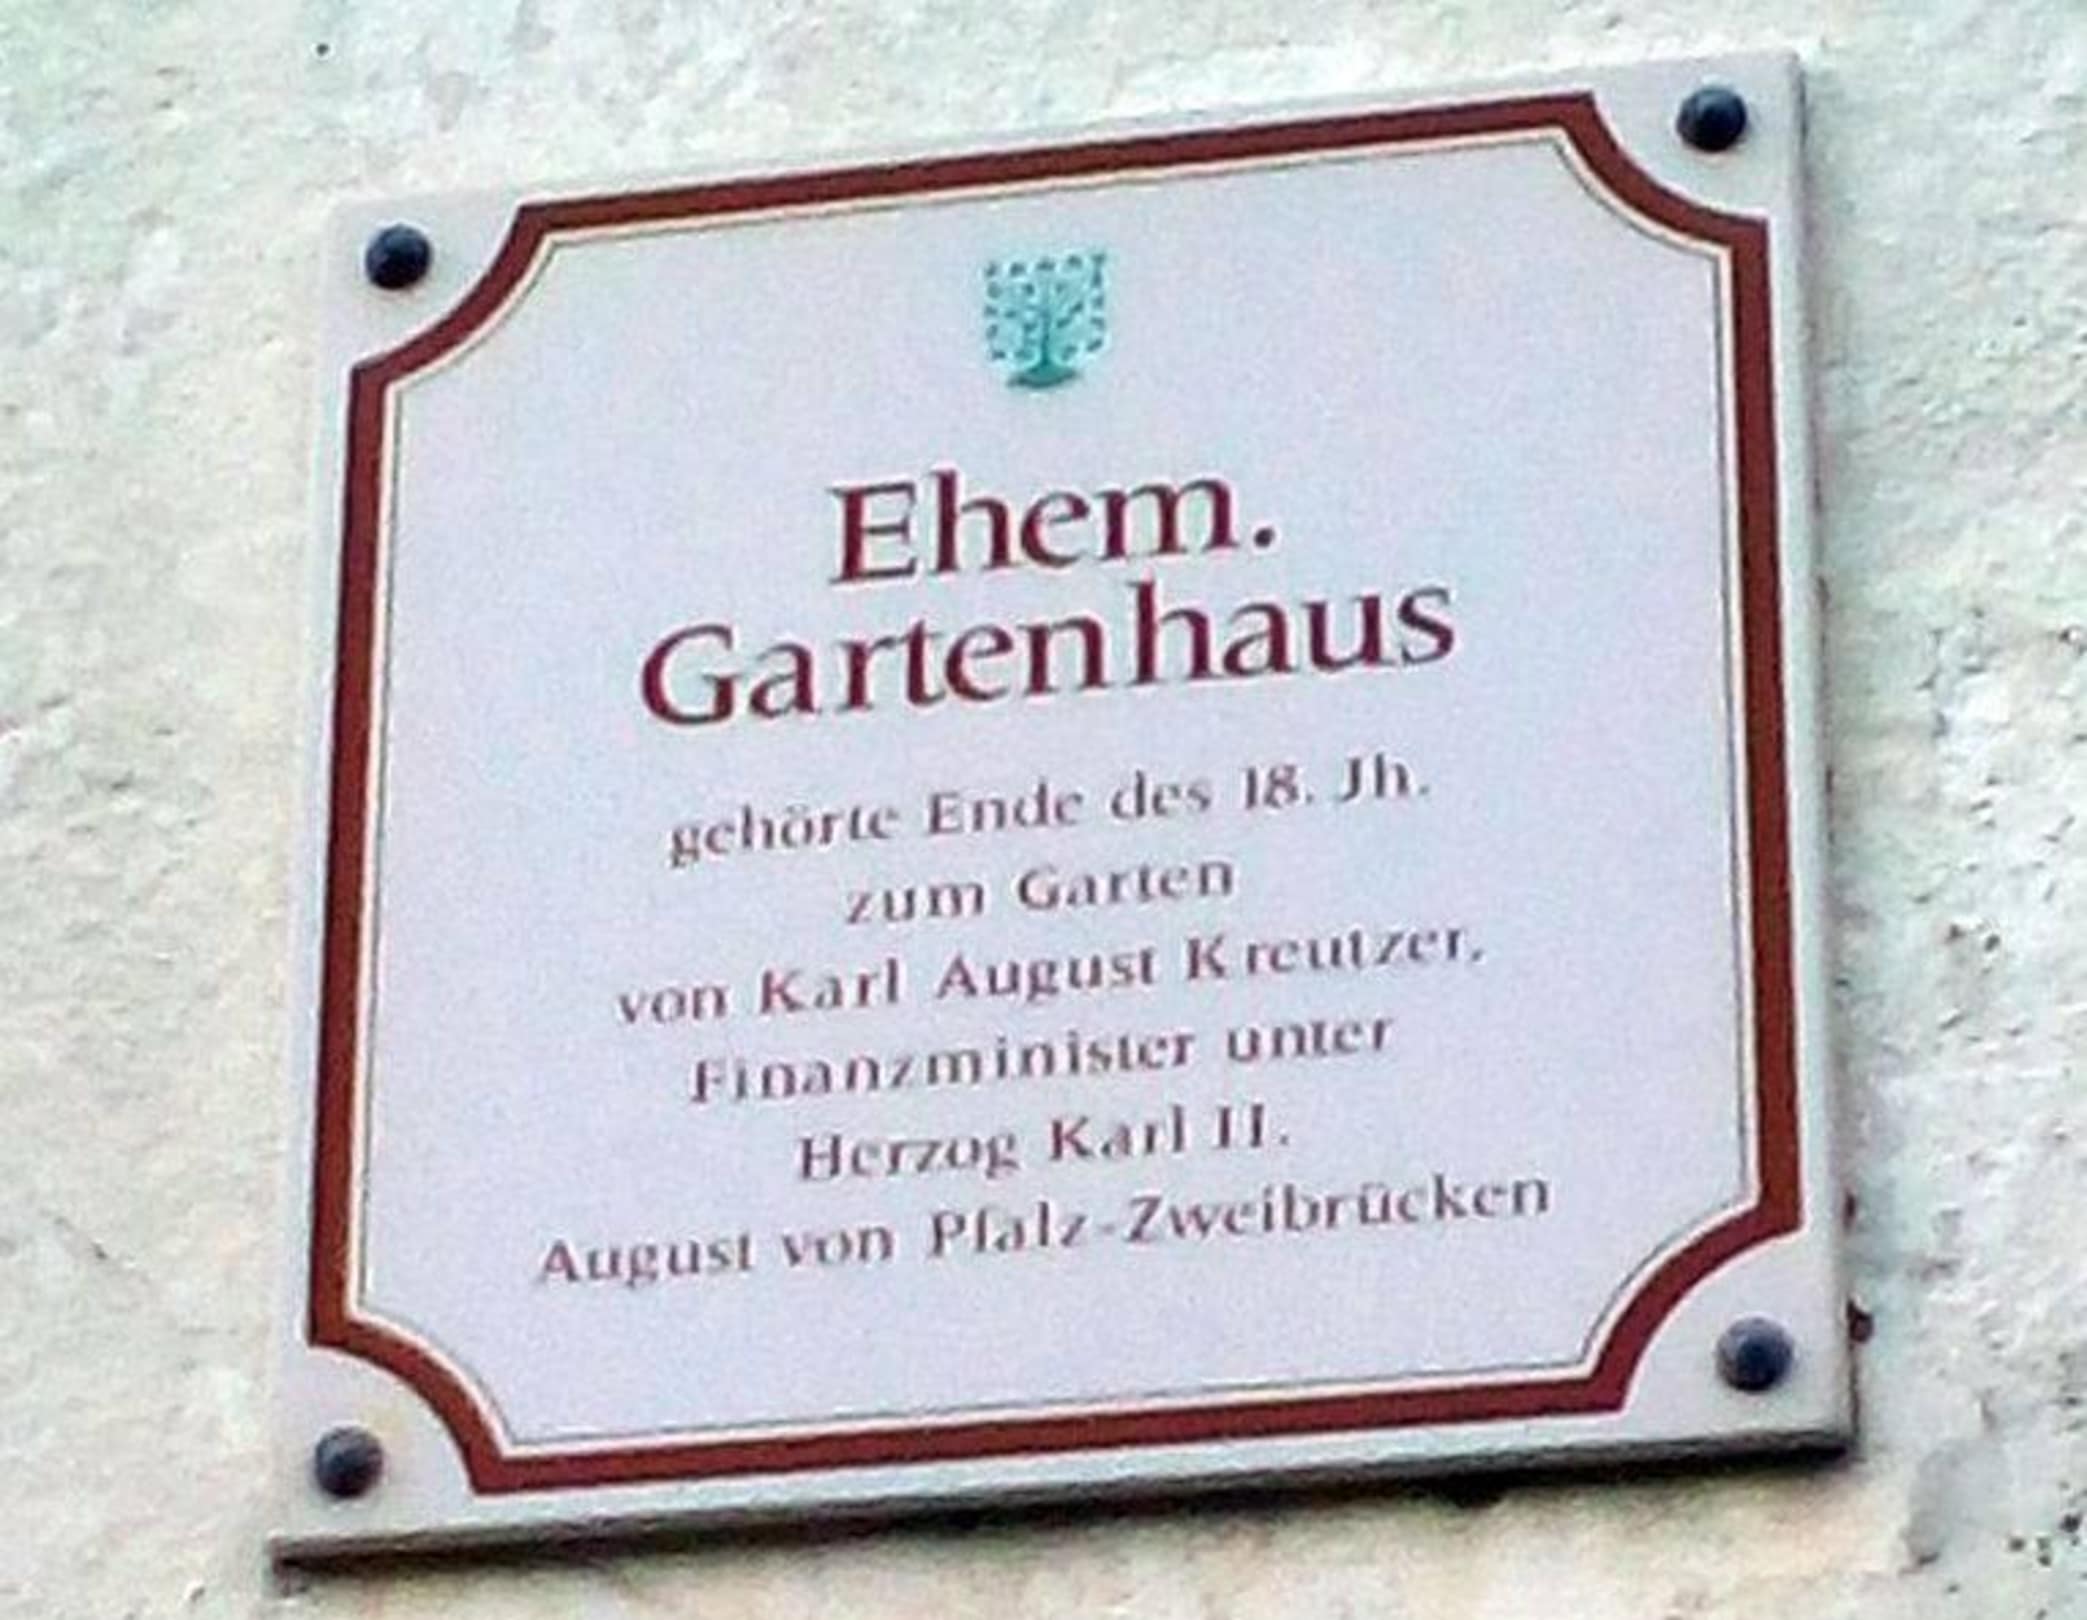 Ehem.
Gartenhaus
gehörte Ende des 18. Jh.
zum Garten
von Karl August Kreutzer,
Finanzminister unter
Herzog Karl II.
August von Pfalz-Zweibrücken